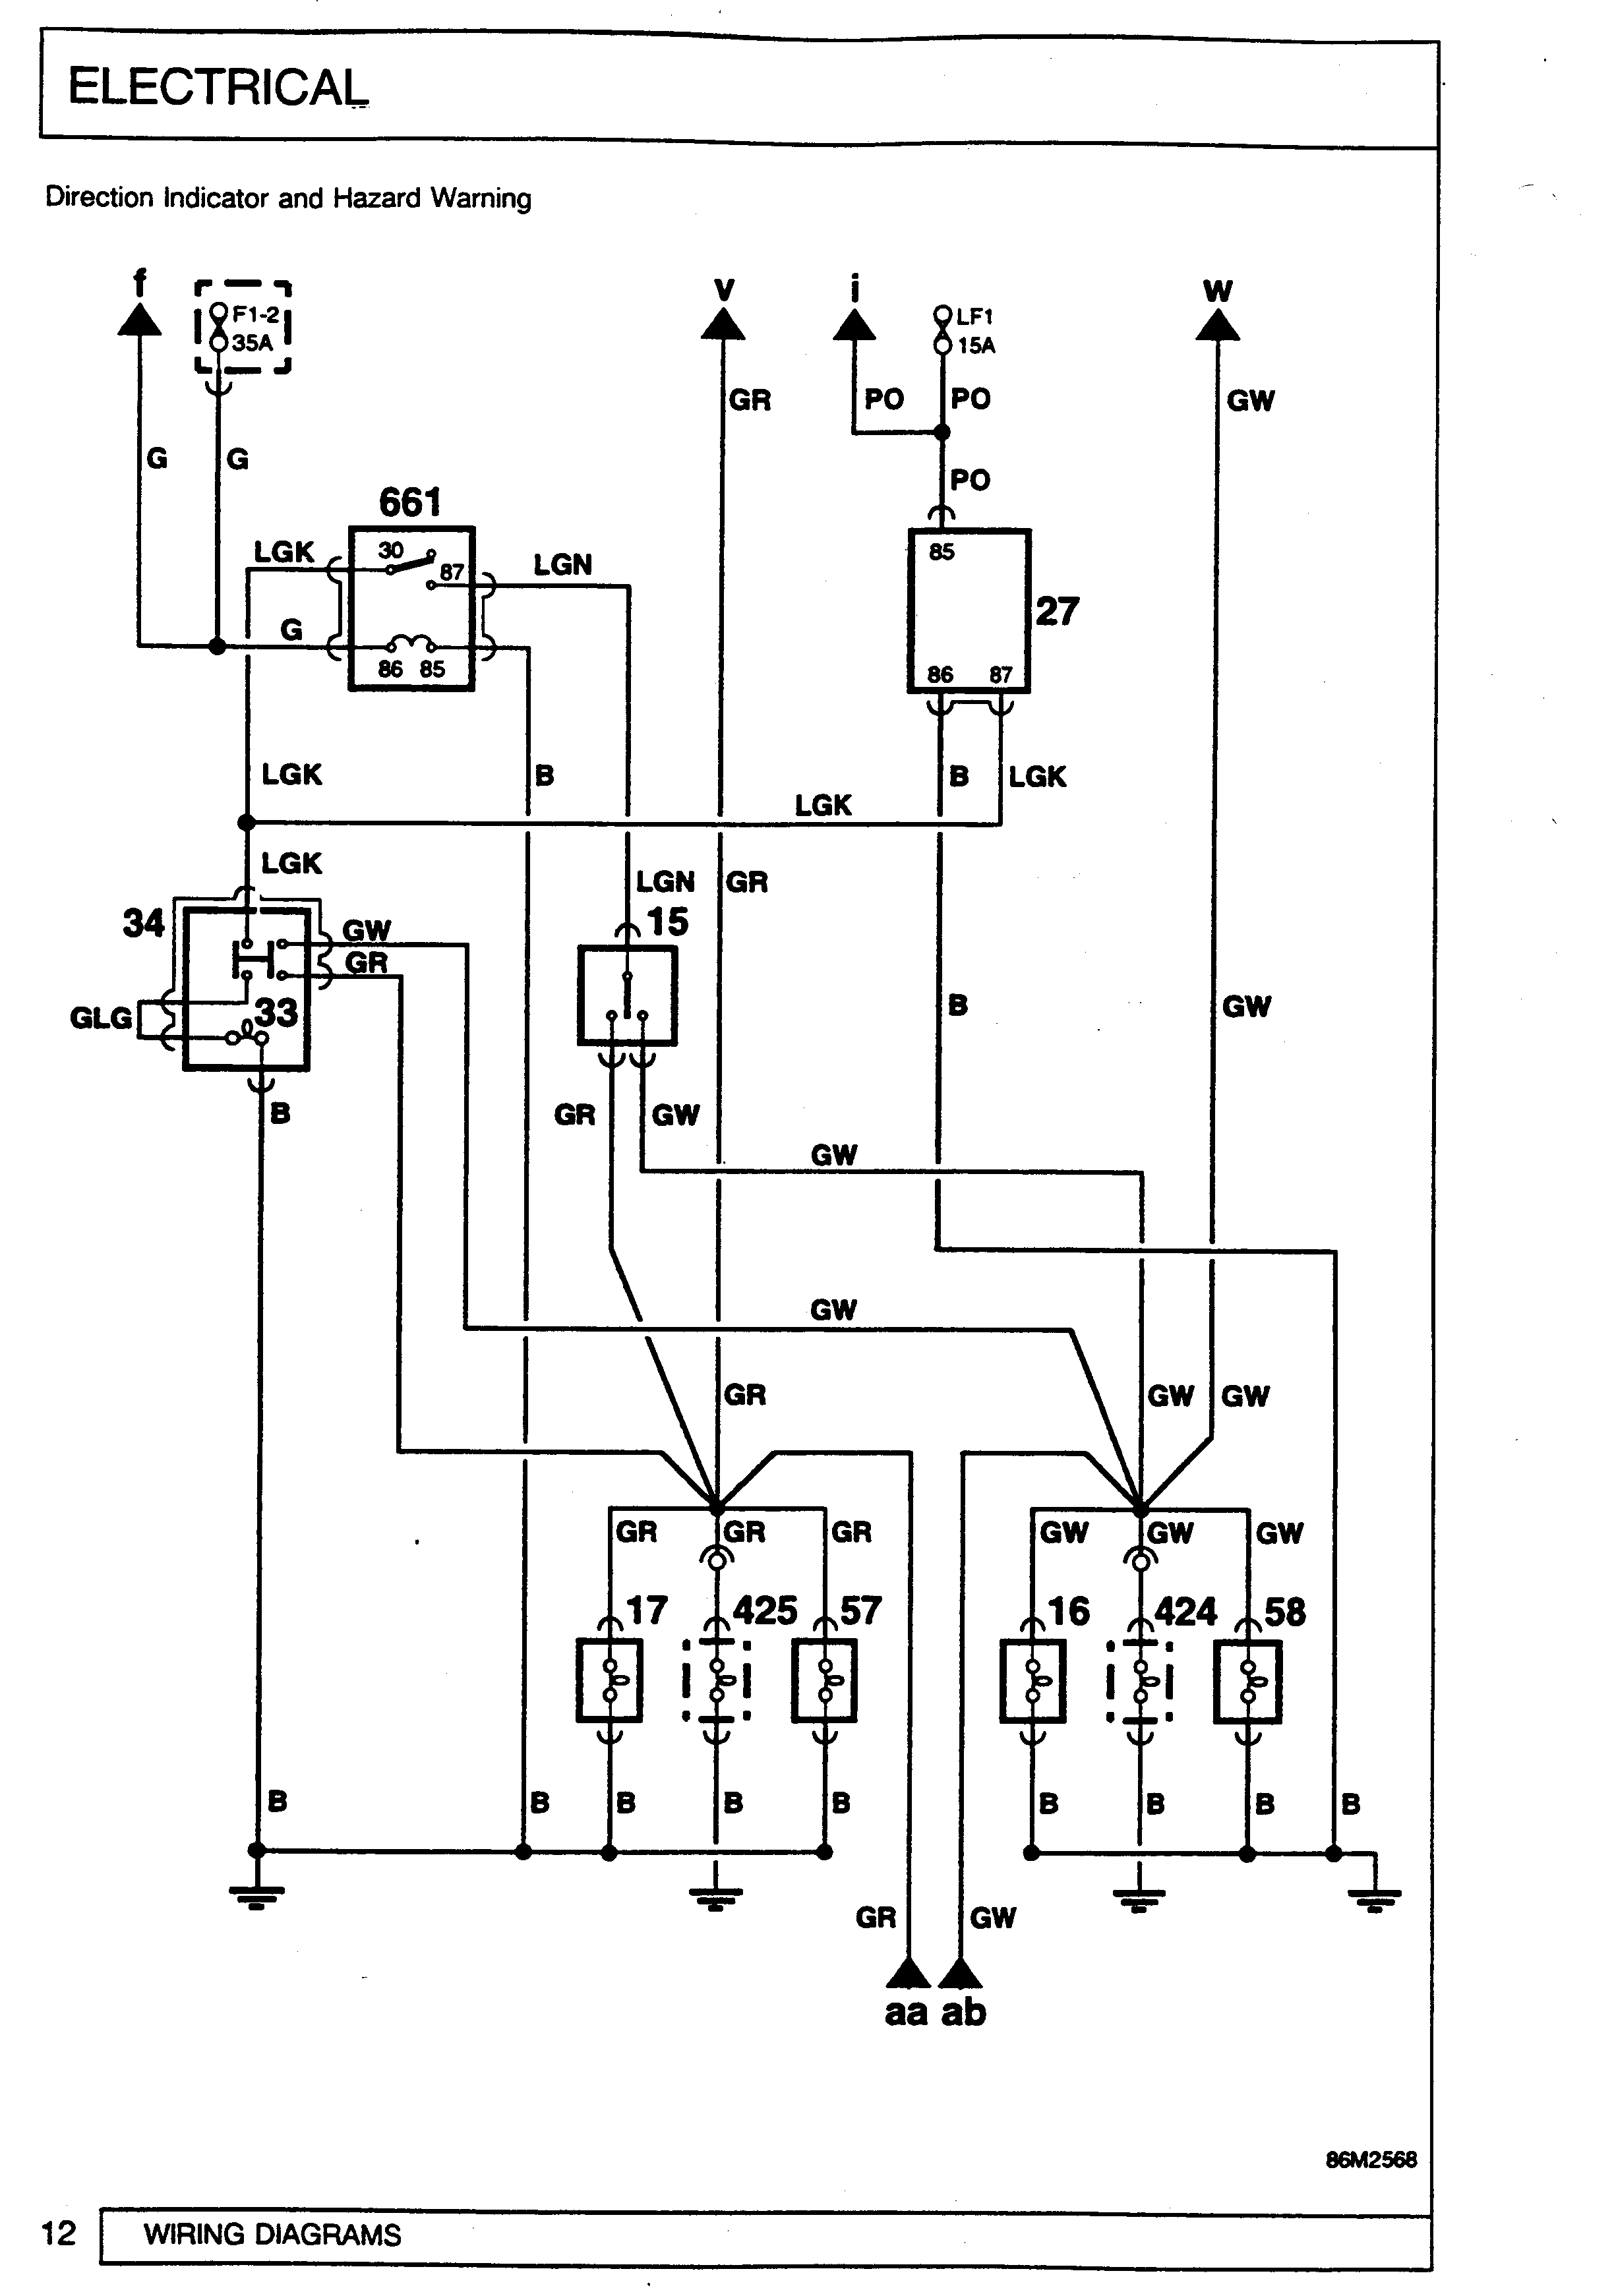 ELECTRICAL
Direction Indicator and Hazard Warning
f
F1-2
35A
v
i
LF1
15A
w
GR
PO
PO
GW
G
G
PO
661
LGK
30
87
LGN
85
27
G
86
85
86
87
LGK
B
B
LGK
LGK
LGK
LGN
GR
34
GW
15
GR
33
GLG
B
GW
B
GR
GW
GW
GW
GR
GW
GW
GR
GR
GR
GW
GW
GW
17
425
57
16
424
58
B
B
B
B
B
B
B
B
B
GR
GW
aa
ab
86M2568
12
WIRING DIAGRAMS